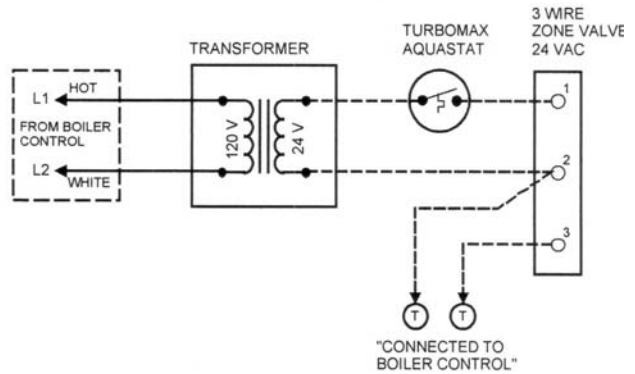 3 WIRE
ZONE VALVE
24 VAC
TURBOMAX
AQUASTAT
TRANSFORMER
HOT
L1
FROM BOILER
CONTROL
L2
WHITE
120 V
24 V
1
2
3
T
T
"CONNECTED TO
BOILER CONTROL"